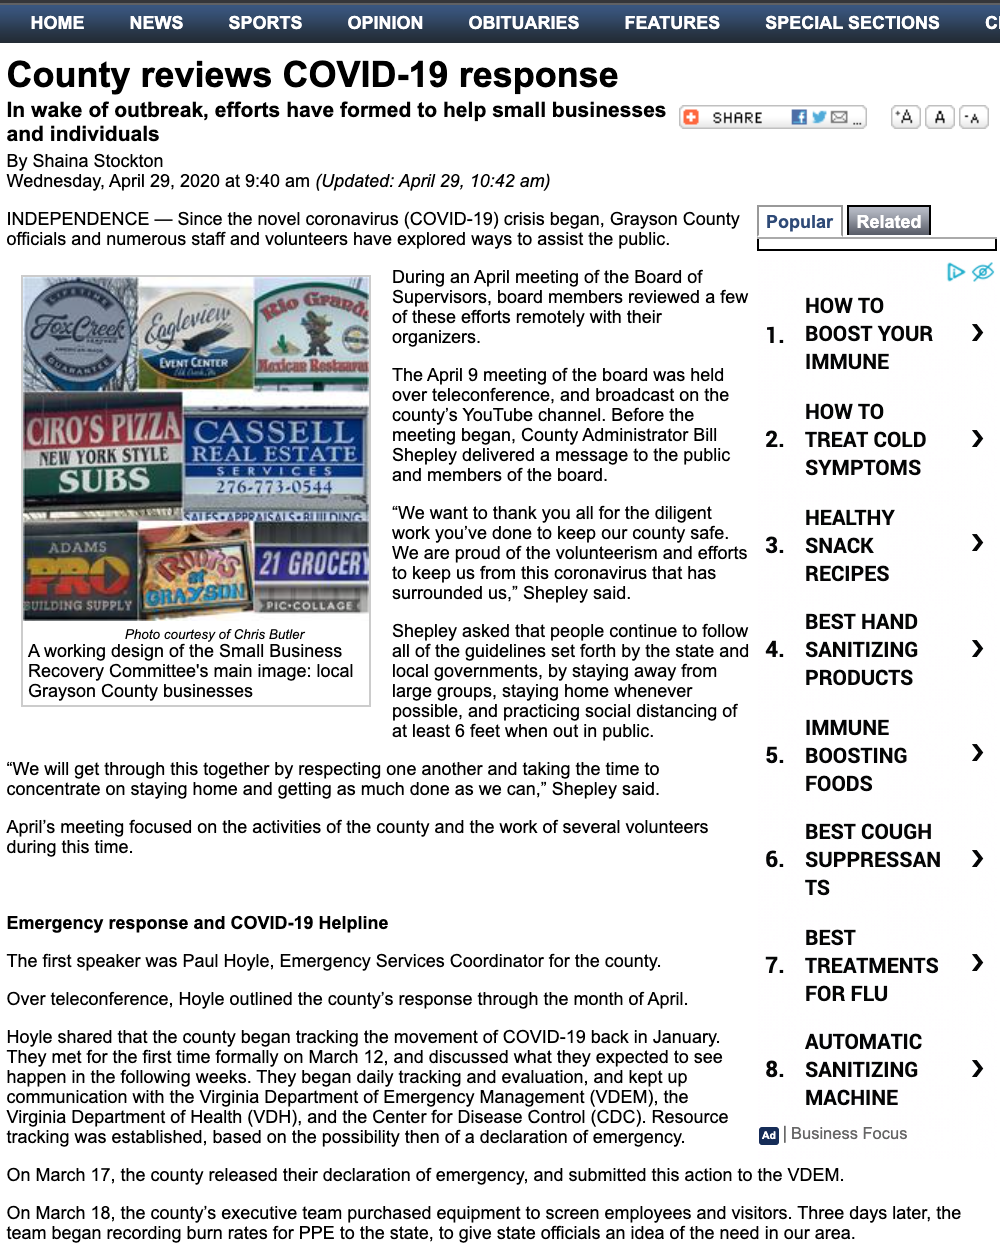 HOME NEWS SPORTS OPINION OBITUARIES FEATURES SPECIAL SECTIONS
County reviews COVID-19 response
In wake of outbreak, efforts have formed to help small businesses
and individuals
SHARE ...
+A A -A
By Shaina Stockton
Wednesday, April 29, 2020 at 9:40 am (Updated: April 29, 10:42 am)
INDEPENDENCE — Since the novel coronavirus (COVID-19) crisis began, Grayson County
officials and numerous staff and volunteers have explored ways to assist the public.
LIFETIME
FoxCreek
LEATHER
AMERICAN-MADE
GUARANTEE
Eagleview
EVENT CENTER
Rio Grande
Mexican Restaurant
CIRO'S PIZZA
NEW YORK STYLE
SUBS
CASSELL
REAL ESTATE
SERVICES
276-773-0544
SALES•APPRAISALS•BUILDING
ADAMS
PRO
BUILDING SUPPLY
ROOTS
of
GRAYSON
21 GROCERY
PIC•COLLAGE
Photo courtesy of Chris Butler
A working design of the Small Business
Recovery Committee's main image: local
Grayson County businesses
During an April meeting of the Board of
Supervisors, board members reviewed a few
of these efforts remotely with their
organizers.
The April 9 meeting of the board was held
over teleconference, and broadcast on the
county’s YouTube channel. Before the
meeting began, County Administrator Bill
Shepley delivered a message to the public
and members of the board.
“We want to thank you all for the diligent
work you’ve done to keep our county safe.
We are proud of the volunteerism and efforts
to keep us from this coronavirus that has
surrounded us,” Shepley said.
Shepley asked that people continue to follow
all of the guidelines set forth by the state and
local governments, by staying away from
large groups, staying home whenever
possible, and practicing social distancing of
at least 6 feet when out in public.
“We will get through this together by respecting one another and taking the time to
concentrate on staying home and getting as much done as we can,” Shepley said.
April’s meeting focused on the activities of the county and the work of several volunteers
during this time.
Emergency response and COVID-19 Helpline
The first speaker was Paul Hoyle, Emergency Services Coordinator for the county.
Over teleconference, Hoyle outlined the county’s response through the month of April.
Hoyle shared that the county began tracking the movement of COVID-19 back in January.
They met for the first time formally on March 12, and discussed what they expected to see
happen in the following weeks. They began daily tracking and evaluation, and kept up
communication with the Virginia Department of Emergency Management (VDEM), the
Virginia Department of Health (VDH), and the Center for Disease Control (CDC). Resource
tracking was established, based on the possibility then of a declaration of emergency.
On March 17, the county released their declaration of emergency, and submitted this action to the VDEM.
On March 18, the county’s executive team purchased equipment to screen employees and visitors. Three days later, the
team began recording burn rates for PPE to the state, to give state officials an idea of the need in our area.
Popular Related
1. HOW TO
BOOST YOUR
IMMUNE
2. HOW TO
TREAT COLD
SYMPTOMS
3. HEALTHY
SNACK
RECIPES
4. BEST HAND
SANITIZING
PRODUCTS
5. IMMUNE
BOOSTING
FOODS
6. BEST COUGH
SUPPRESSAN
TS
7. BEST
TREATMENTS
FOR FLU
8. AUTOMATIC
SANITIZING
MACHINE
Ad | Business Focus